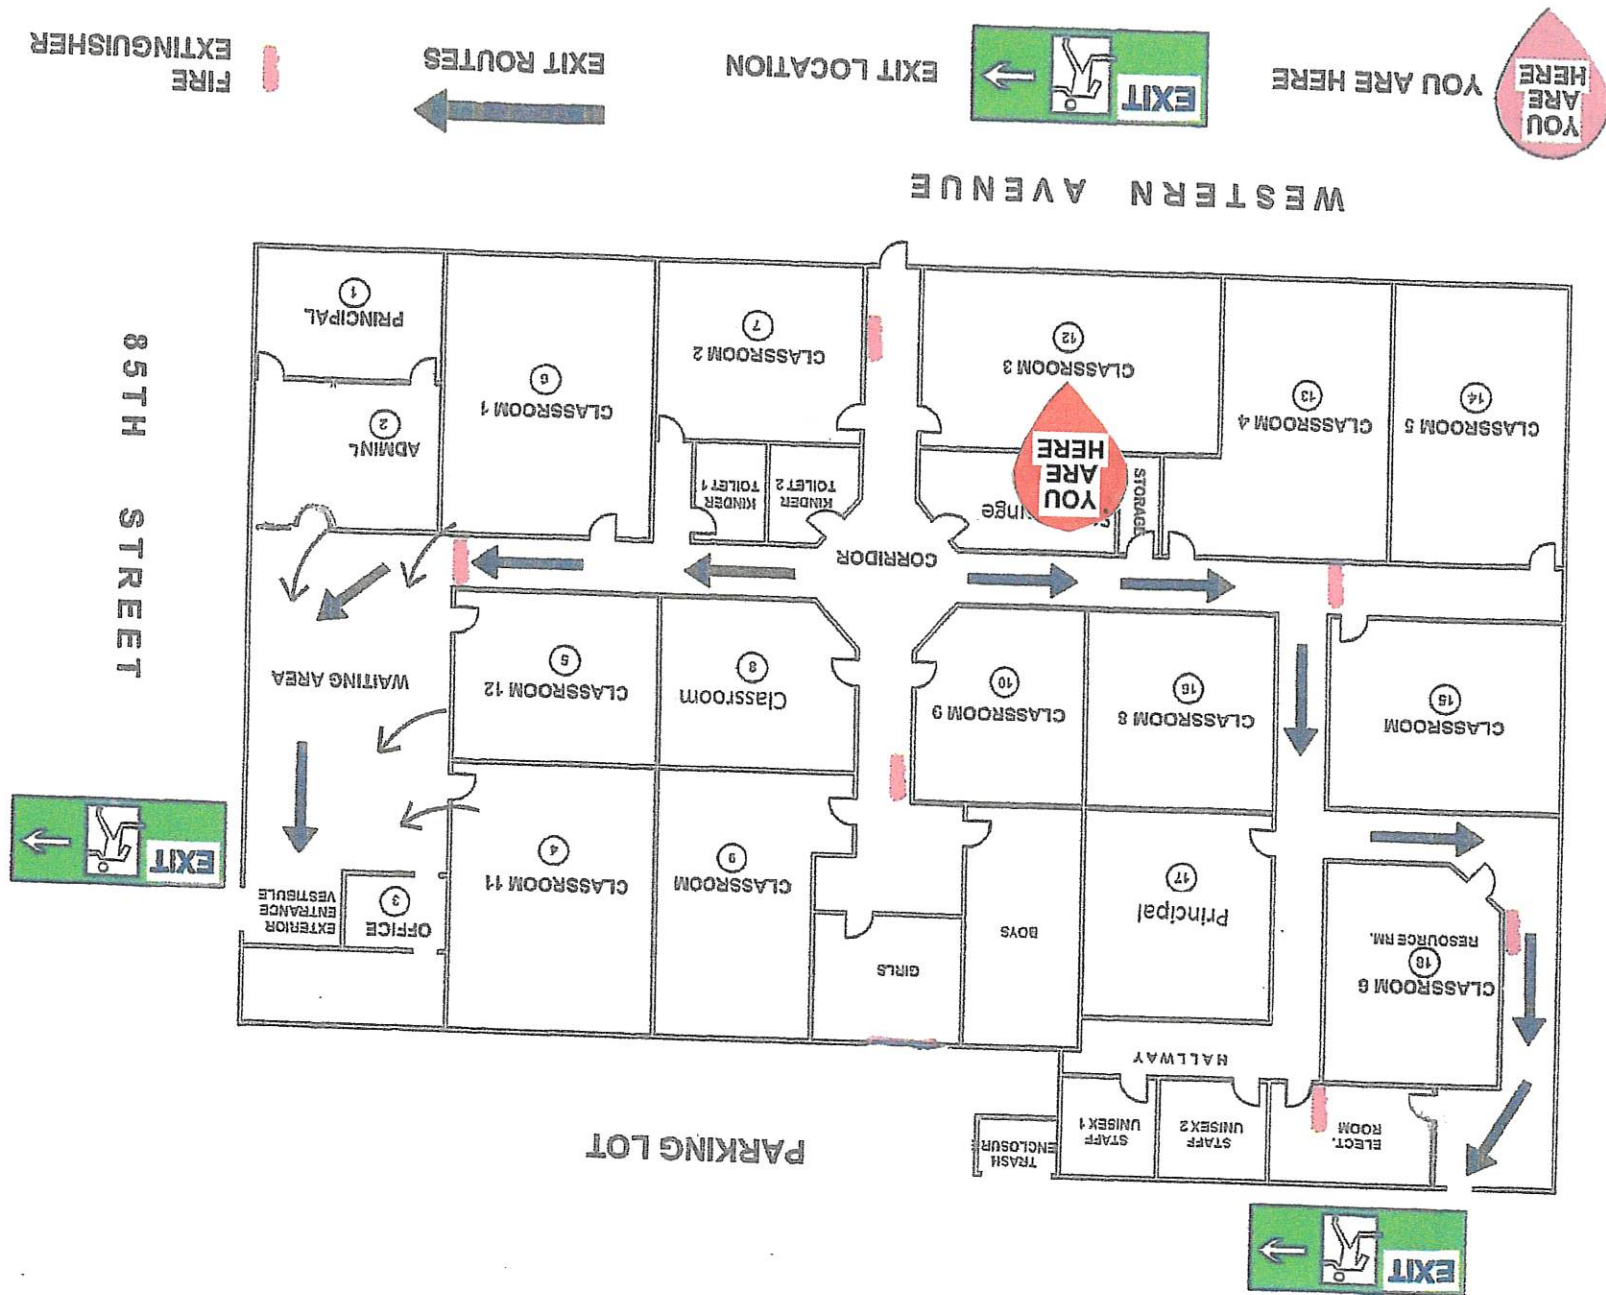 EXIT
TRASH
ENCLOSURE
STAFF
UNISEX 1
STAFF
UNISEX 2
ELECT.
ROOM
PARKING LOT
HALLWAY
CLASSROOM 6
18
RESOURCE RM.
Principal
17
BOYS
GIRLS
CLASSROOM
9
CLASSROOM 11
4
OFFICE
3
EXTERIOR
ENTRANCE
VESTIBULE
EXIT
CLASSROOM
15
CLASSROOM 8
16
CLASSROOM 9
10
Classroom
8
CLASSROOM 12
5
WAITING AREA
85TH STREET
CORRIDOR
STORAGE
YOU
ARE
HERE
KINDER
TOILET 2
KINDER
TOILET 1
CLASSROOM 5
14
CLASSROOM 4
13
CLASSROOM 3
12
CLASSROOM 2
7
CLASSROOM 1
6
ADMIN'L
2
PRINCIPAL
1
WESTERN AVENUE
YOU
ARE
HERE
YOU ARE HERE
EXIT
EXIT LOCATION
EXIT ROUTES
FIRE
EXTINGUISHER